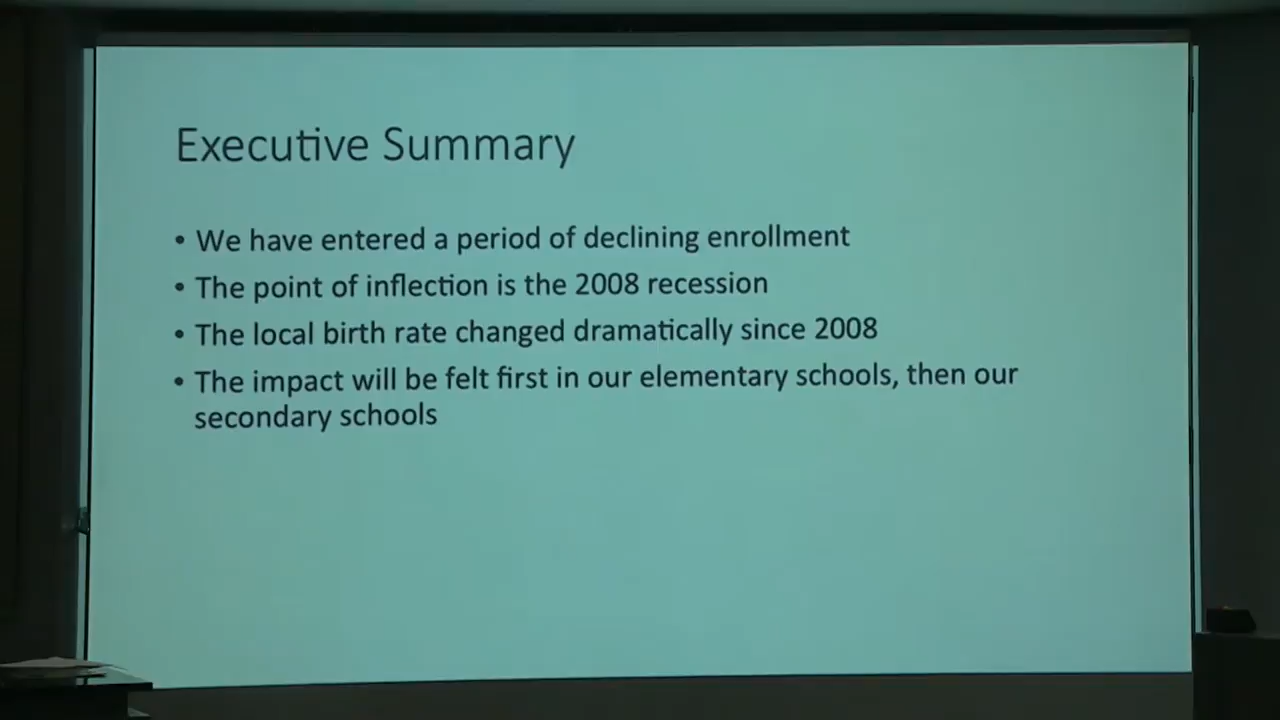 Executive Summary
• We have entered a period of declining enrollment
• The point of inflection is the 2008 recession
• The local birth rate changed dramatically since 2008
• The impact will be felt first in our elementary schools, then our
secondary schools